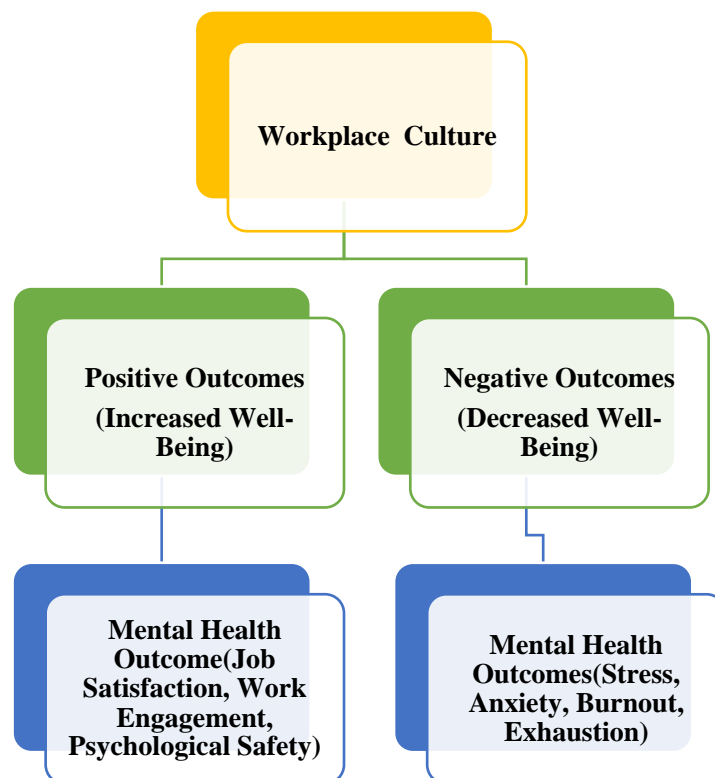 Workplace Culture
Positive Outcomes
(Increased Well-
Being)
Negative Outcomes
(Decreased Well-
Being)
Mental Health
Outcome(Job
Satisfaction, Work
Engagement,
Psychological Safety)
Mental Health
Outcomes(Stress,
Anxiety, Burnout,
Exhaustion)